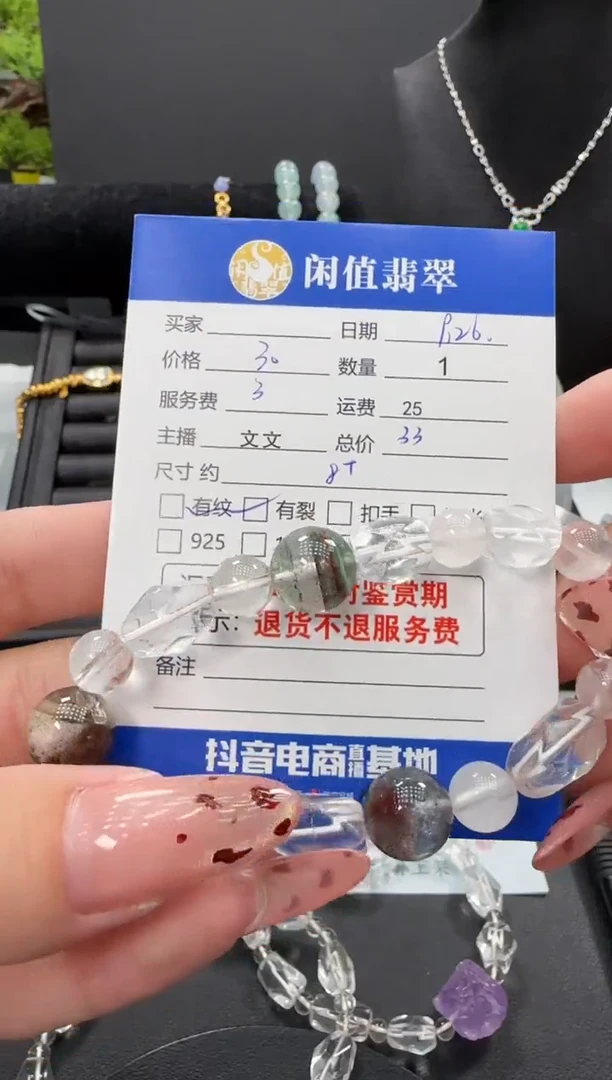 闲值翡翠
买家 日期 1,26.
价格 30 数量 1
服务费 3 运费 25
主播 文文 总价 33
尺寸 约 8+
有纹 有裂 扣手
925
鉴赏期
示: 退货不退服务费
备注
抖音电商直播基地